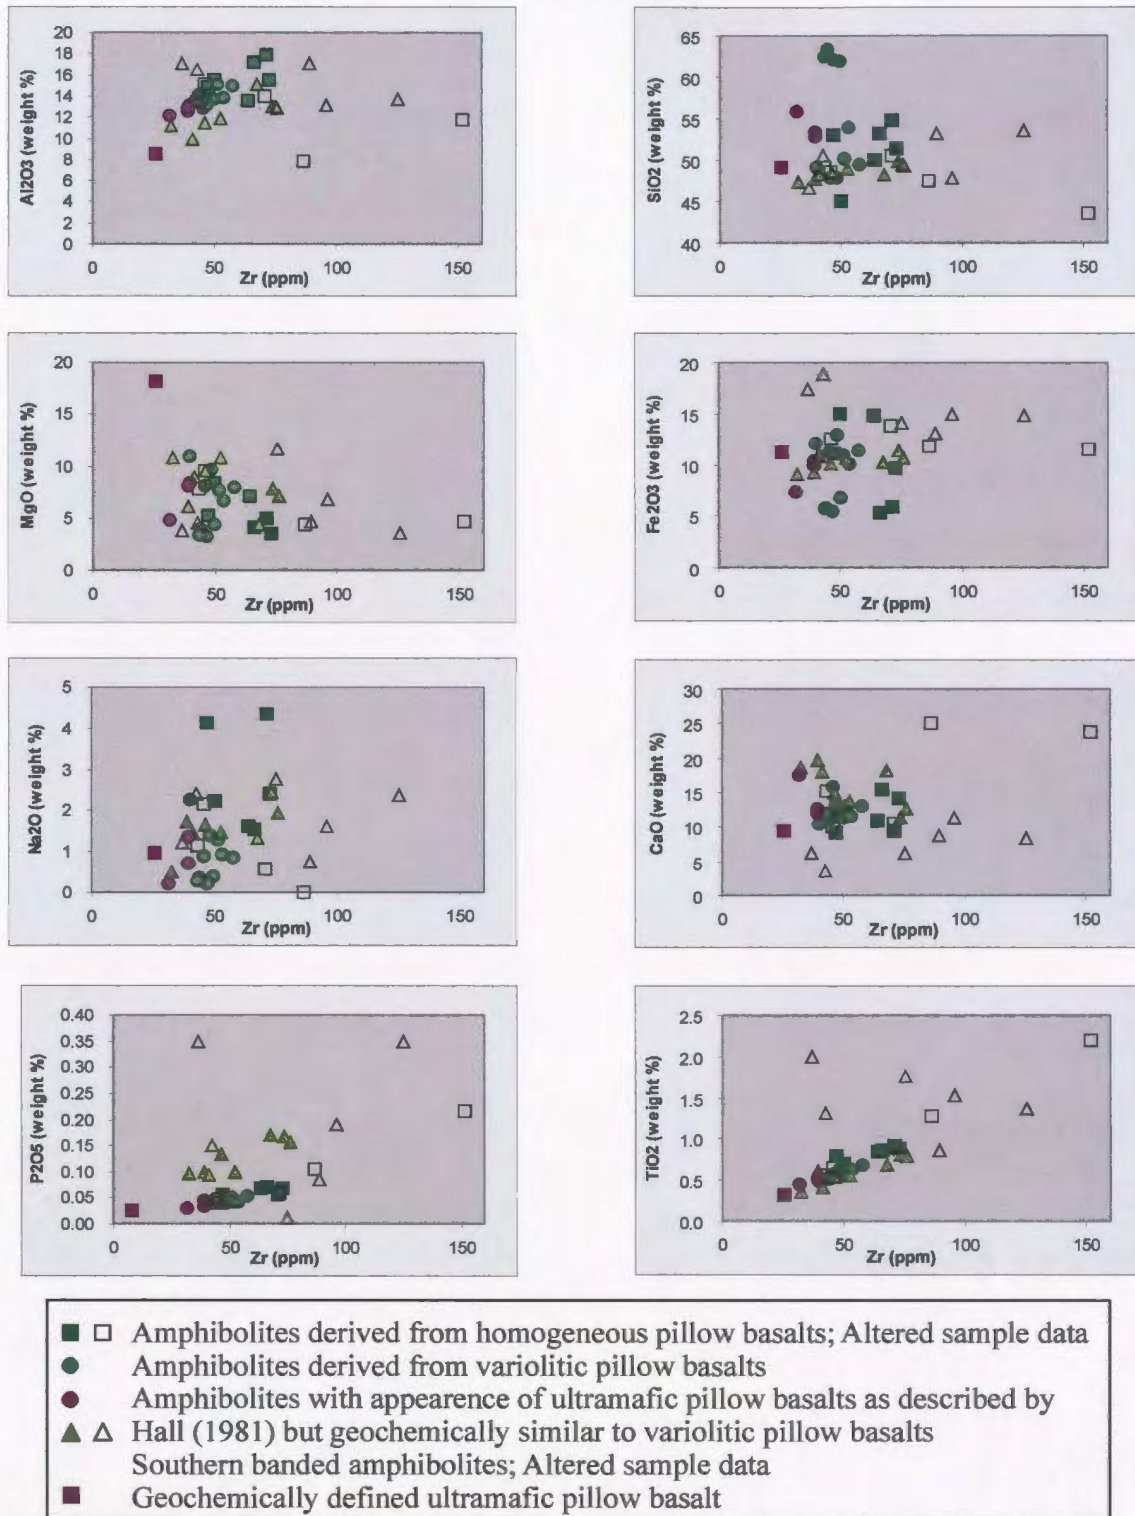 Al2O3 (weight %)
20
18
16
14
12
10
8
6
4
2
0
0 50 100 150
Zr (ppm)
SiO2 (weight %)
65
60
55
50
45
40
0 50 100 150
Zr (ppm)
MgO (weight %)
20
15
10
5
0
0 50 100 150
Zr (ppm)
Fe2O3 (weight %)
20
15
10
5
0
0 50 100 150
Zr (ppm)
Na2O (weight %)
5
4
3
2
1
0
0 50 100 150
Zr (ppm)
CaO (weight %)
30
25
20
15
10
5
0
0 50 100 150
Zr (ppm)
P2O5 (weight %)
0.40
0.35
0.30
0.25
0.20
0.15
0.10
0.05
0.00
0 50 100 150
Zr (ppm)
TiO2 (weight %)
2.5
2.0
1.5
1.0
0.5
0.0
0 50 100 150
Zr (ppm)
Amphibolites derived from homogeneous pillow basalts; Altered sample data
Amphibolites derived from variolitic pillow basalts
Amphibolites with appearence of ultramafic pillow basalts as described by
Hall (1981) but geochemically similar to variolitic pillow basalts
Southern banded amphibolites; Altered sample data
Geochemically defined ultramafic pillow basalt